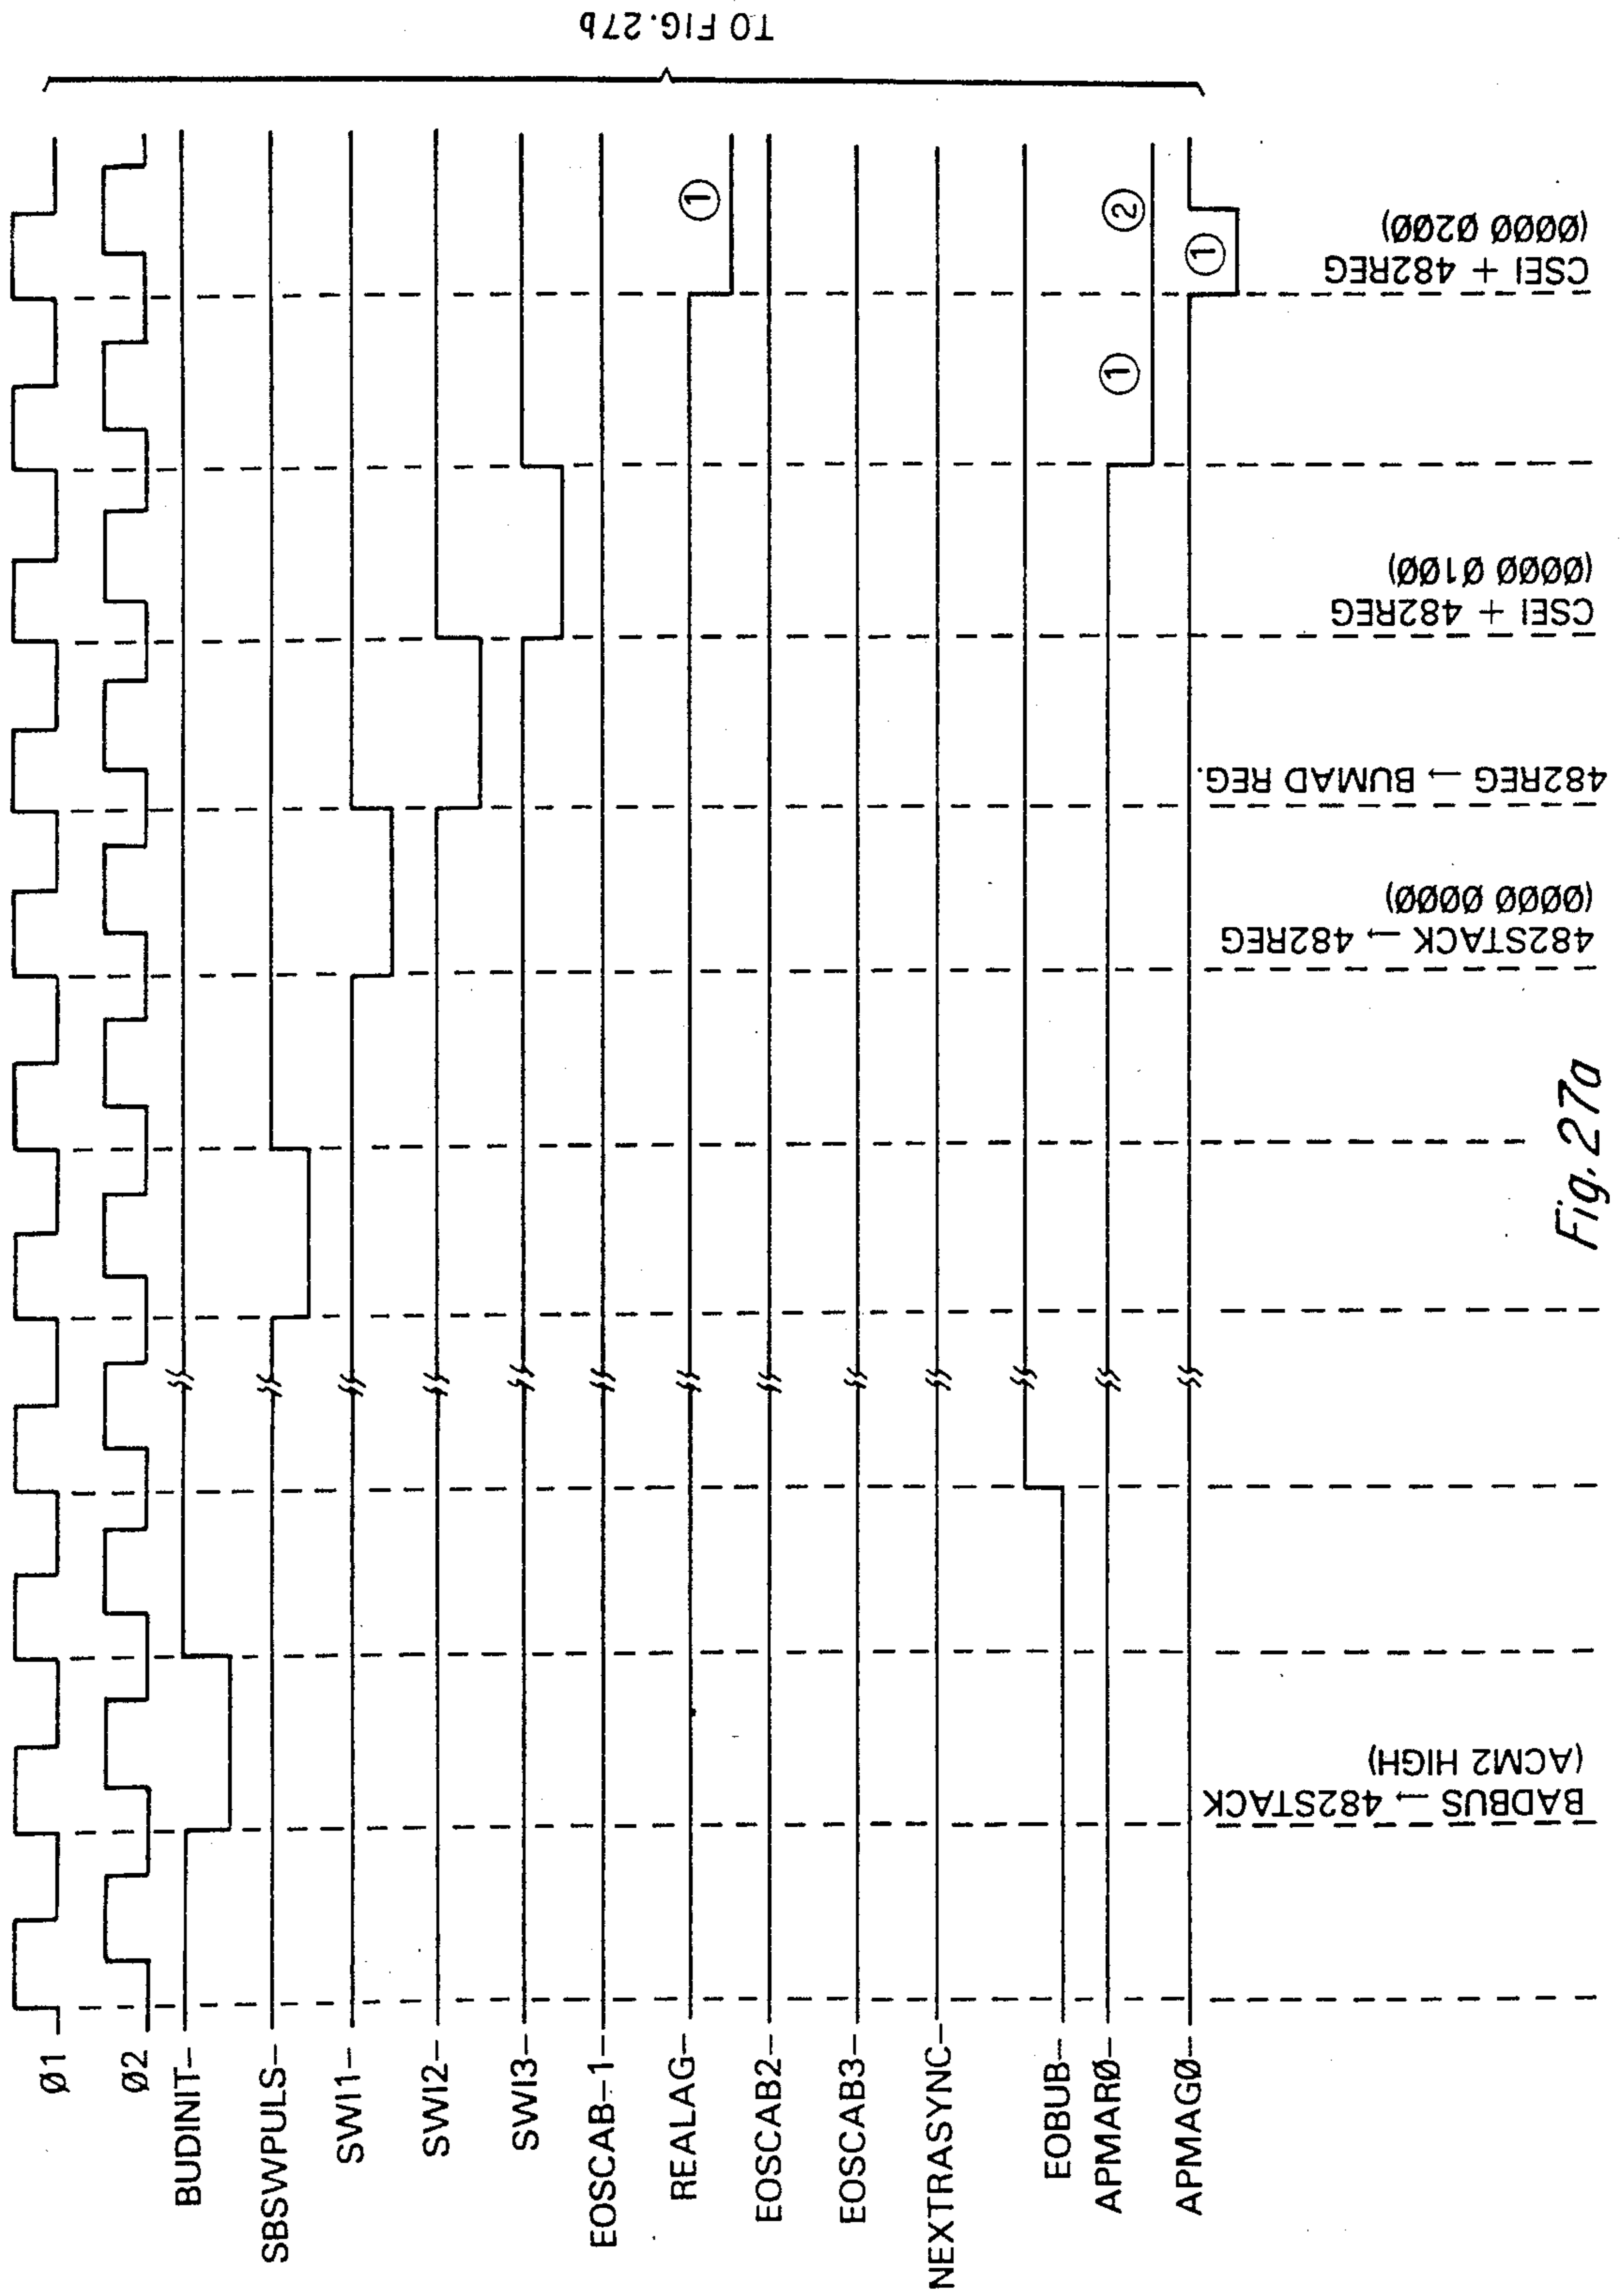 TO FIG. 27b
Ø1
Ø2
BUDINIT–
SBSWPULS–
SWI1–
SWI2–
SWI3–
EOSCAB–1–
REALAG–
EOSCAB2–
EOSCAB3–
NEXTRASYNC–
EOBUB–
APMARØ–
APMAGØ–
1
1
2
1
BADBUS → 482STACK
(ACM2 HIGH)
482STACK → 482REG
(ØØØØ ØØØØ)
482REG → BUMAD REG.
CSEI + 482REG
(ØØØØ Ø1ØØ)
CSEI + 482REG
(ØØØØ Ø2ØØ)
Fig. 27a